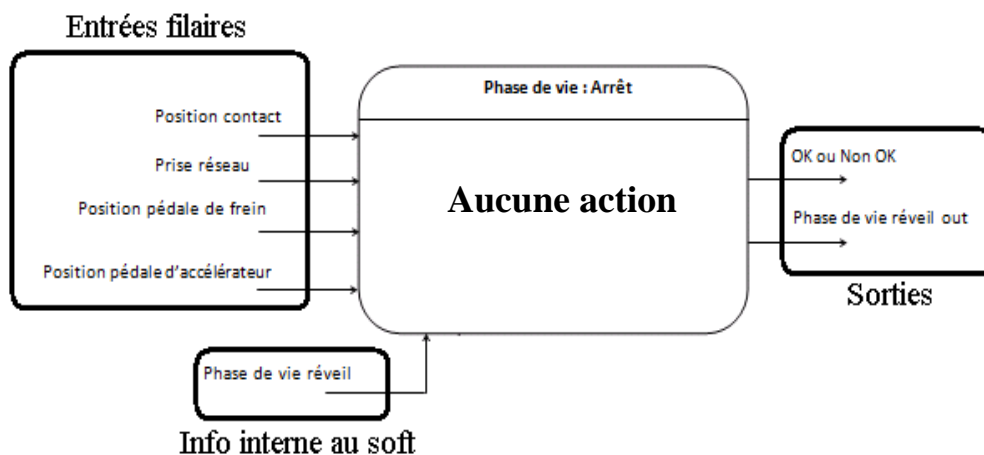 Entrées filaires
Position contact
Prise réseau
Position pédale de frein
Position pédale d'accélérateur
Phase de vie : Arrêt
Aucune action
OK ou Non OK
Phase de vie réveil out
Sorties
Phase de vie réveil
Info interne au soft